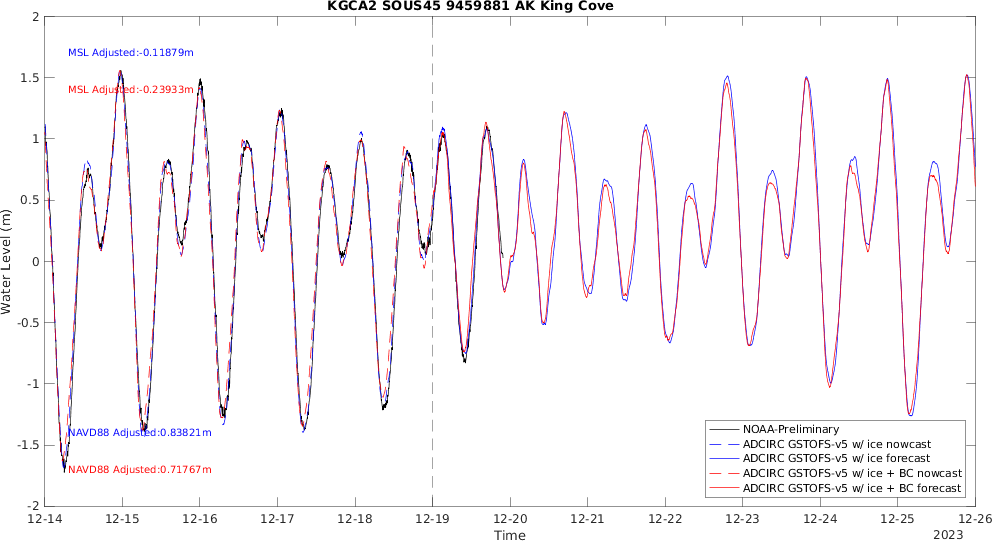 KGCA2 SOUS45 9459881 AK King Cove
2
1.5
1
0.5
0
-0.5
-1
-1.5
-2
Water Level (m)
MSL Adjusted:-0.11879m
MSL Adjusted:-0.23933m
NAVD88 Adjusted:0.83821m
NAVD88 Adjusted:0.71767m
NOAA-Preliminary
ADCIRC GSTOFS-v5 w/ ice nowcast
ADCIRC GSTOFS-v5 w/ ice forecast
ADCIRC GSTOFS-v5 w/ ice + BC nowcast
ADCIRC GSTOFS-v5 w/ ice + BC forecast
12-14 12-15 12-16 12-17 12-18 12-19 12-20 12-21 12-22 12-23 12-24 12-25 12-26
Time
2023